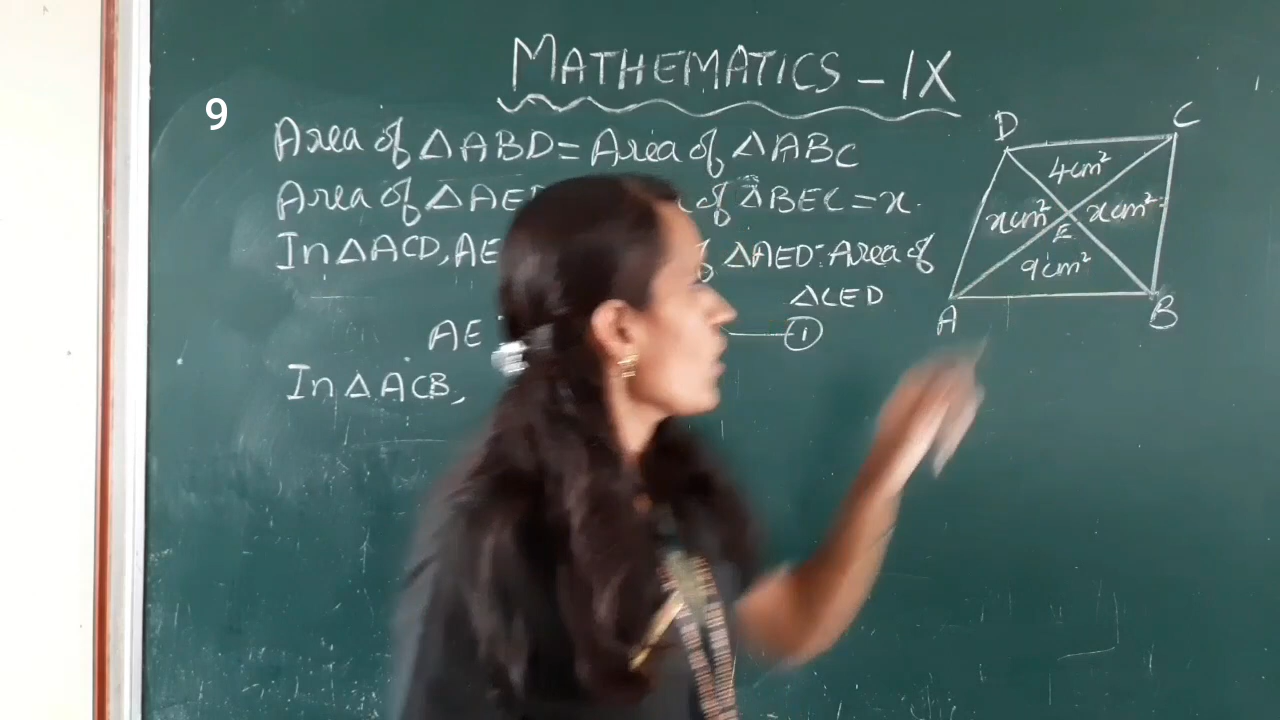 MATHEMATICS - IX
9
Area of △ABD = Area of △ABC
Area of △AE of △BEC = x.
In △ACD, AE △AED : Area of
△CED
AE ①
In △ACB,
D C
4cm²
xcm² xcm²
E
9cm²
A B